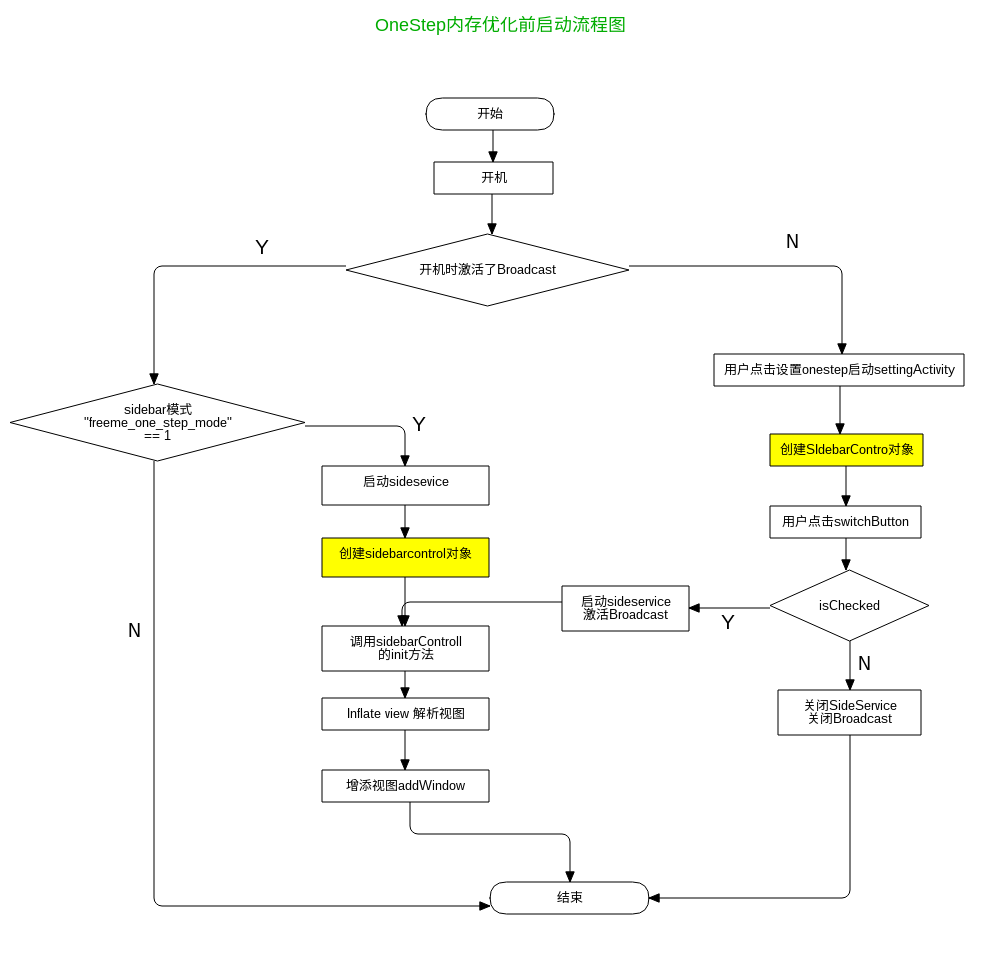 OneStep内存优化前启动流程图
开始
开机
开机时激活了Broadcast
Y
N
用户点击设置onestep启动settingActivity
sidebar模式
"freeme_one_step_mode"
== 1
Y
创建SIdebarContro对象
启动sidesevice
用户点击switchButton
创建sidebarcontrol对象
isChecked
启动sideservice
激活Broadcast
Y
N
调用sidebarControll
的init方法
N
关闭SideService
关闭Broadcast
Inflate view 解析视图
增添视图addWindow
结束